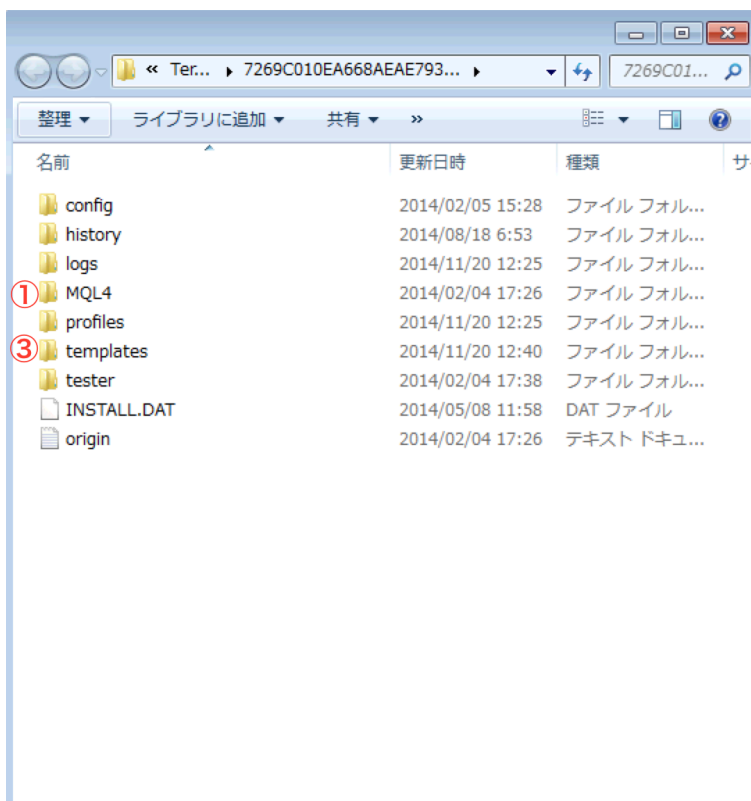 « Ter... 7269C010EA668AEAE793... 7269C01...
整理 ライブラリに追加 共有 »
名前 更新日時 種類 サ
config 2014/02/05 15:28 ファイル フォル...
history 2014/08/18 6:53 ファイル フォル...
logs 2014/11/20 12:25 ファイル フォル...
① MQL4 2014/02/04 17:26 ファイル フォル...
profiles 2014/11/20 12:25 ファイル フォル...
③ templates 2014/11/20 12:40 ファイル フォル...
tester 2014/02/04 17:38 ファイル フォル...
INSTALL.DAT 2014/05/08 11:58 DAT ファイル
origin 2014/02/04 17:26 テキスト ドキュ...